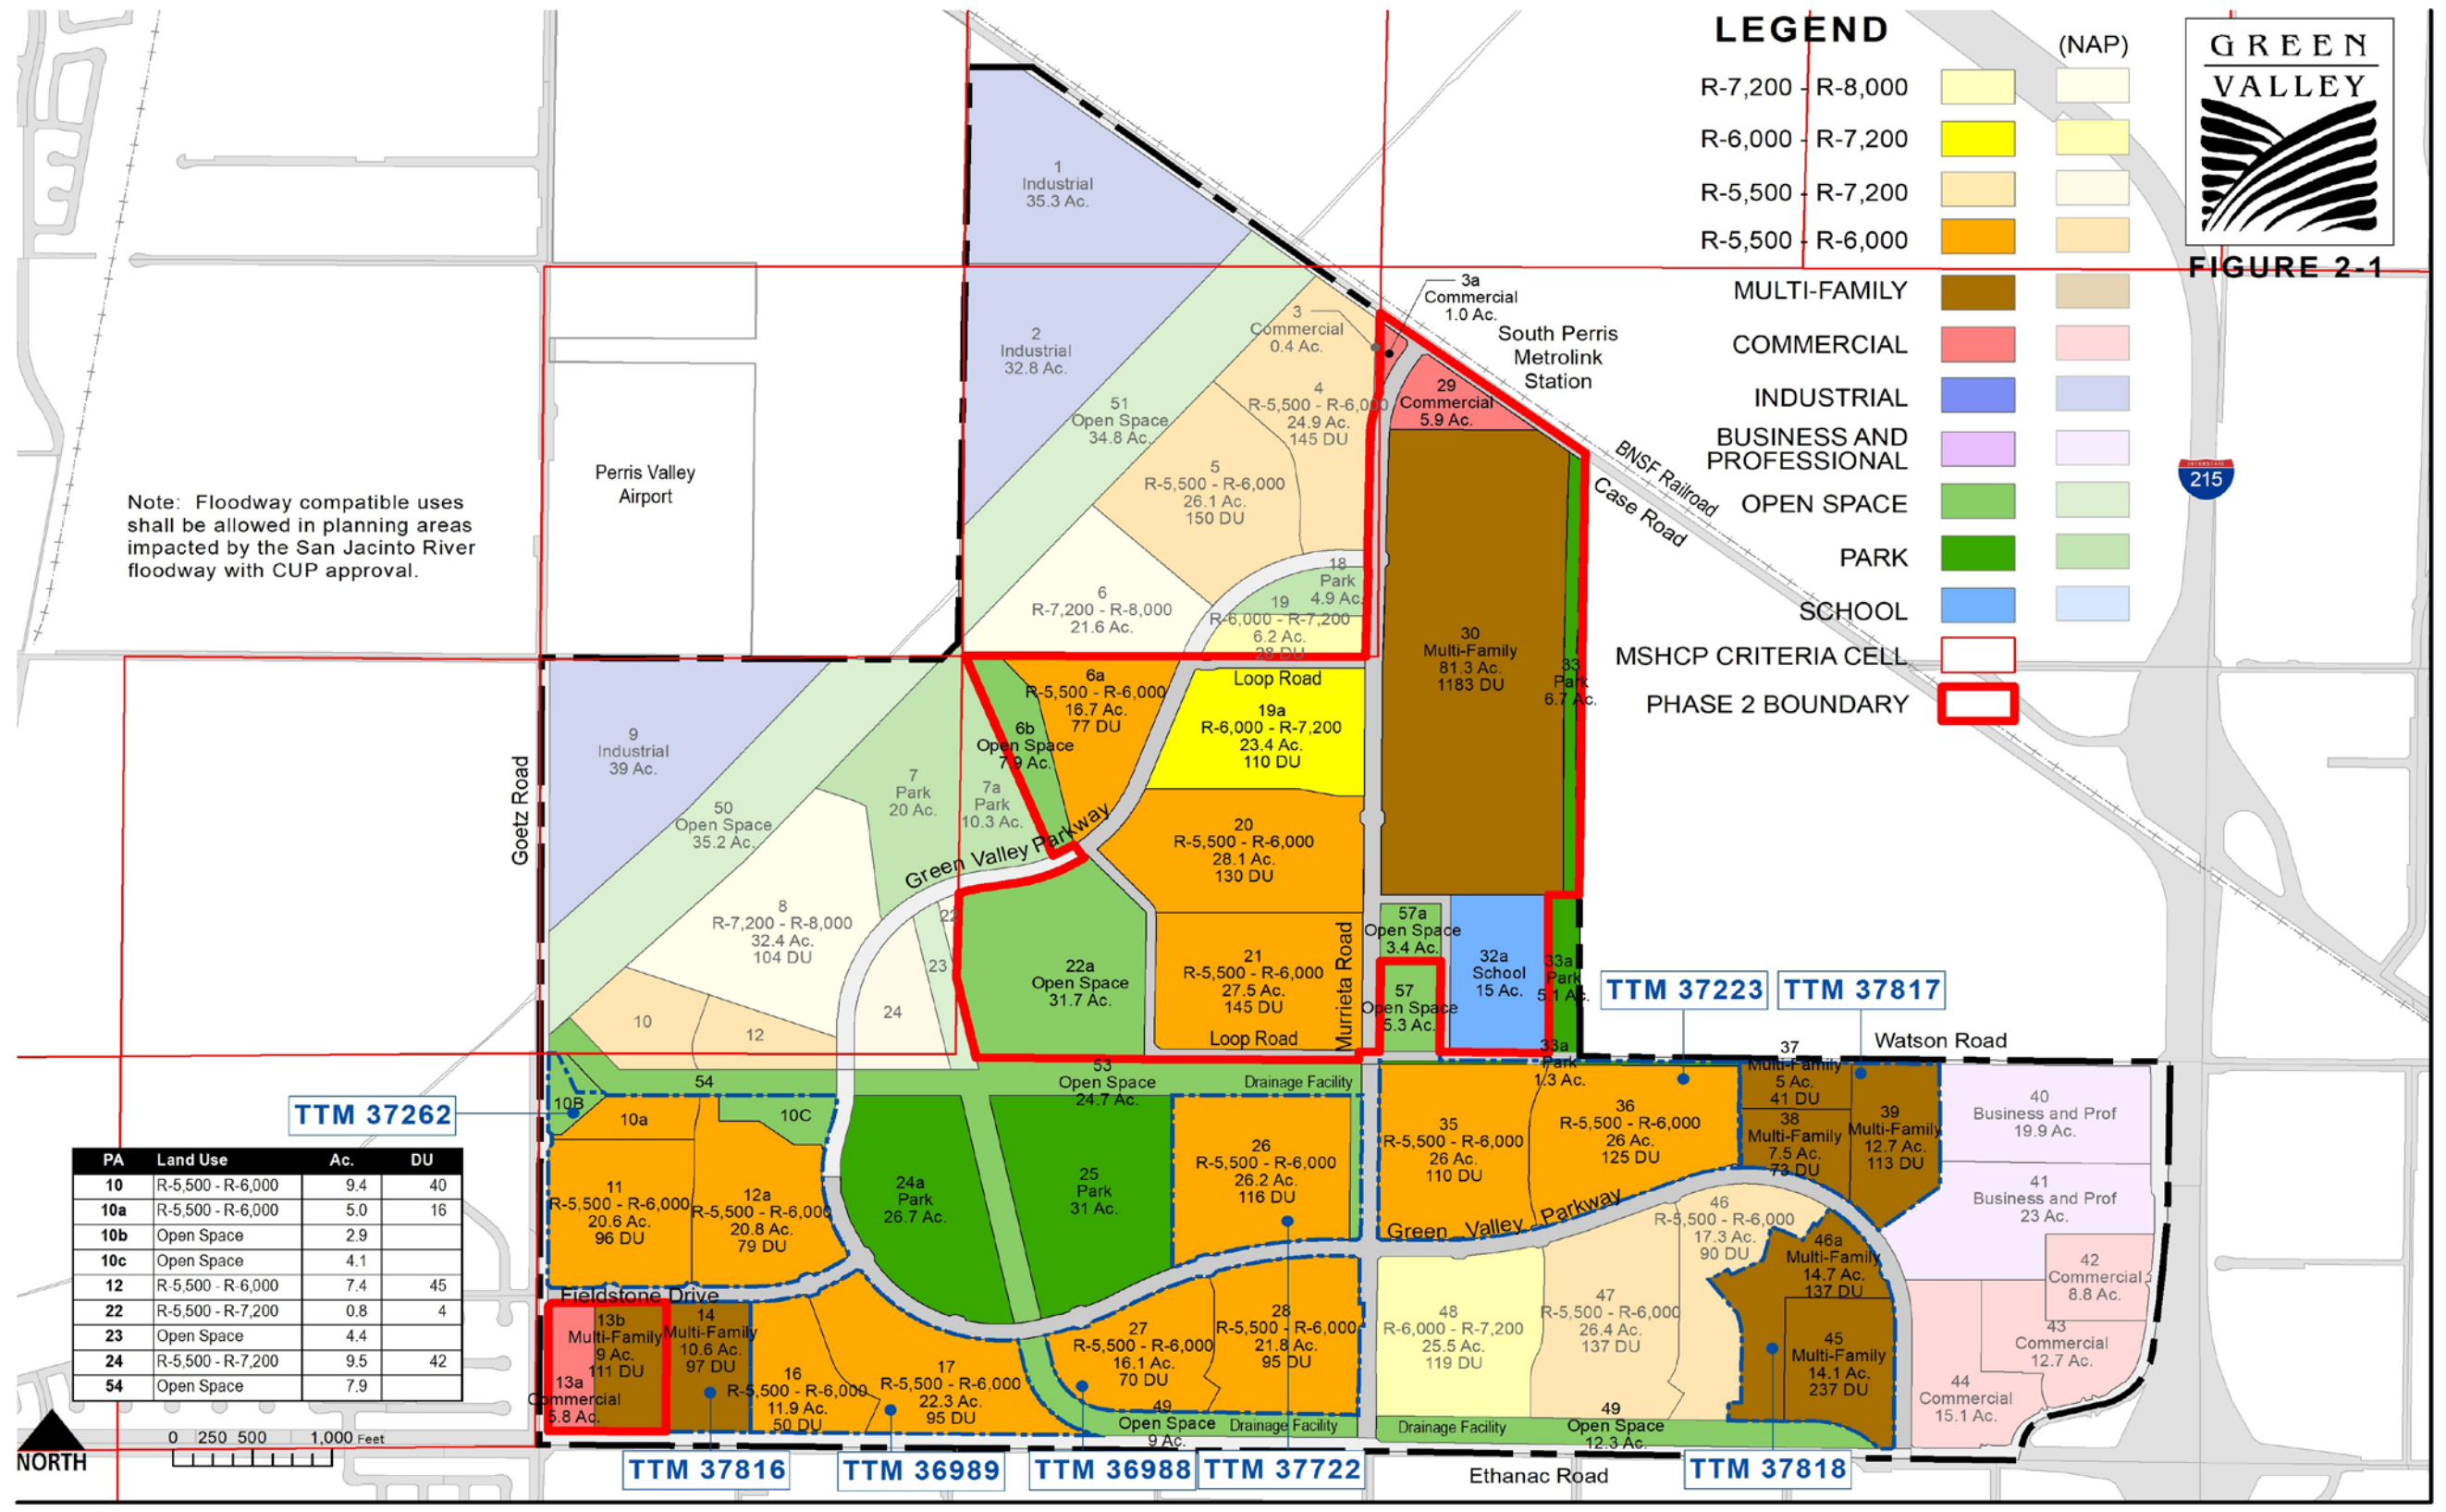 LEGEND
(NAP)
R-7,200 - R-8,000
R-6,000 - R-7,200
R-5,500 - R-7,200
R-5,500 - R-6,000
MULTI-FAMILY
COMMERCIAL
INDUSTRIAL
BUSINESS AND
PROFESSIONAL
OPEN SPACE
PARK
SCHOOL
MSHCP CRITERIA CELL
PHASE 2 BOUNDARY
GREEN
VALLEY
FIGURE 2-1
INTERSTATE
215
1
Industrial
35.3 Ac.
2
Industrial
32.8 Ac.
3
Commercial
0.4 Ac.
3a
Commercial
1.0 Ac.
South Perris
Metrolink
Station
4
R-5,500 - R-6,000
24.9 Ac.
145 DU
29
Commercial
5.9 Ac.
51
Open Space
34.8 Ac.
5
R-5,500 - R-6,000
26.1 Ac.
150 DU
BNSF Railroad
Case Road
Perris Valley
Airport
Note: Floodway compatible uses
shall be allowed in planning areas
impacted by the San Jacinto River
floodway with CUP approval.
6
R-7,200 - R-8,000
21.6 Ac.
18
Park
4.9 Ac.
19
R-6,000 - R-7,200
6.2 Ac.
28 DU
30
Multi-Family
81.3 Ac.
1183 DU
33
Park
6.7 Ac.
Loop Road
6a
R-5,500 - R-6,000
16.7 Ac.
77 DU
6b
Open Space
7.9 Ac.
19a
R-6,000 - R-7,200
23.4 Ac.
110 DU
9
Industrial
39 Ac.
Goetz Road
7
Park
20 Ac.
7a
Park
10.3 Ac.
50
Open Space
35.2 Ac.
Green Valley Parkway
20
R-5,500 - R-6,000
28.1 Ac.
130 DU
8
R-7,200 - R-8,000
32.4 Ac.
104 DU
22
23
24
22a
Open Space
31.7 Ac.
21
R-5,500 - R-6,000
27.5 Ac.
145 DU
Loop Road
Murrieta Road
57a
Open Space
3.4 Ac.
57
Open Space
5.3 Ac.
32a
School
15 Ac.
33a
Park
5.1 Ac.
TTM 37223
TTM 37817
Watson Road
10
12
33a
Park
1.3 Ac.
54
53
Open Space
24.7 Ac.
Drainage Facility
TTM 37262
10B
10a
10C
11
R-5,500 - R-6,000
20.6 Ac.
96 DU
12a
R-5,500 - R-6,000
20.8 Ac.
79 DU
24a
Park
26.7 Ac.
25
Park
31 Ac.
26
R-5,500 - R-6,000
26.2 Ac.
116 DU
35
R-5,500 - R-6,000
26 Ac.
110 DU
36
R-5,500 - R-6,000
26 Ac.
125 DU
37
Multi-Family
5 Ac.
41 DU
38
Multi-Family
7.5 Ac.
73 DU
39
Multi-Family
12.7 Ac.
113 DU
40
Business and Prof
19.9 Ac.
41
Business and Prof
23 Ac.
42
Commercial
8.8 Ac.
43
Commercial
12.7 Ac.
44
Commercial
15.1 Ac.
Green Valley Parkway
46
R-5,500 - R-6,000
17.3 Ac.
90 DU
46a
Multi-Family
14.7 Ac.
137 DU
45
Multi-Family
14.1 Ac.
237 DU
47
R-5,500 - R-6,000
26.4 Ac.
137 DU
48
R-6,000 - R-7,200
25.5 Ac.
119 DU
Fieldstone Drive
13b
Multi-Family
9 Ac.
111 DU
13a
Commercial
5.8 Ac.
14
Multi-Family
10.6 Ac.
97 DU
16
R-5,500 - R-6,000
11.9 Ac.
50 DU
17
R-5,500 - R-6,000
22.3 Ac.
95 DU
27
R-5,500 - R-6,000
16.1 Ac.
70 DU
28
R-5,500 - R-6,000
21.8 Ac.
95 DU
49
Open Space
9 Ac.
Drainage Facility
Drainage Facility
49
Open Space
12.3 Ac.
PA Land Use Ac. DU
10 R-5,500 - R-6,000 9.4 40
10a R-5,500 - R-6,000 5.0 16
10b Open Space 2.9
10c Open Space 4.1
12 R-5,500 - R-6,000 7.4 45
22 R-5,500 - R-7,200 0.8 4
23 Open Space 4.4
24 R-5,500 - R-7,200 9.5 42
54 Open Space 7.9
NORTH
0 250 500 1,000 Feet
TTM 37816
TTM 36989
TTM 36988
TTM 37722
Ethanac Road
TTM 37818